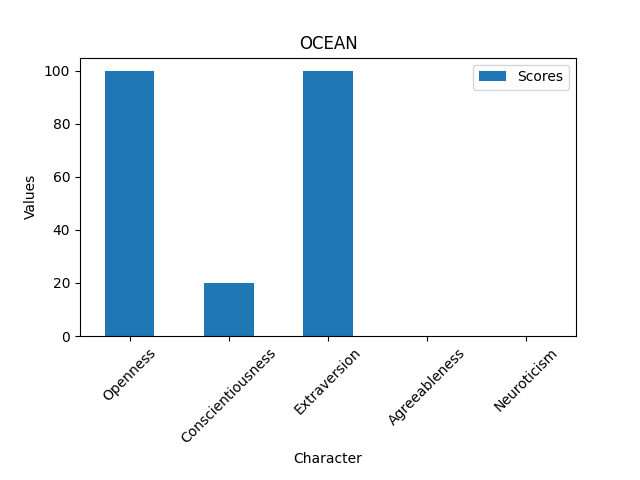 OCEAN
Scores
Values
100
80
60
40
20
0
Openness
Conscientiousness
Extraversion
Agreeableness
Neuroticism
Character